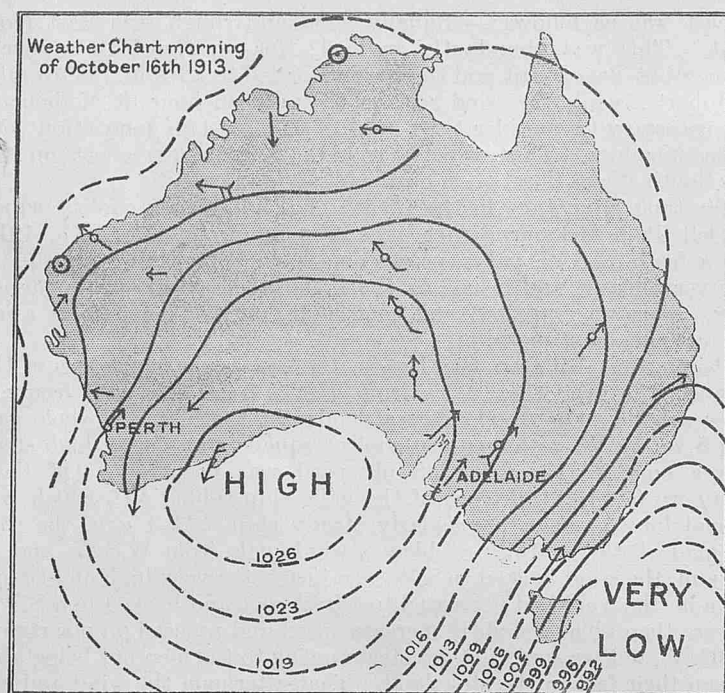 Weather Chart morning
of October 16th 1913.
PERTH
ADELAIDE
HIGH
1026
1023
1019
1016
1013
1009
1006
1002
999
996
992
VERY
LOW